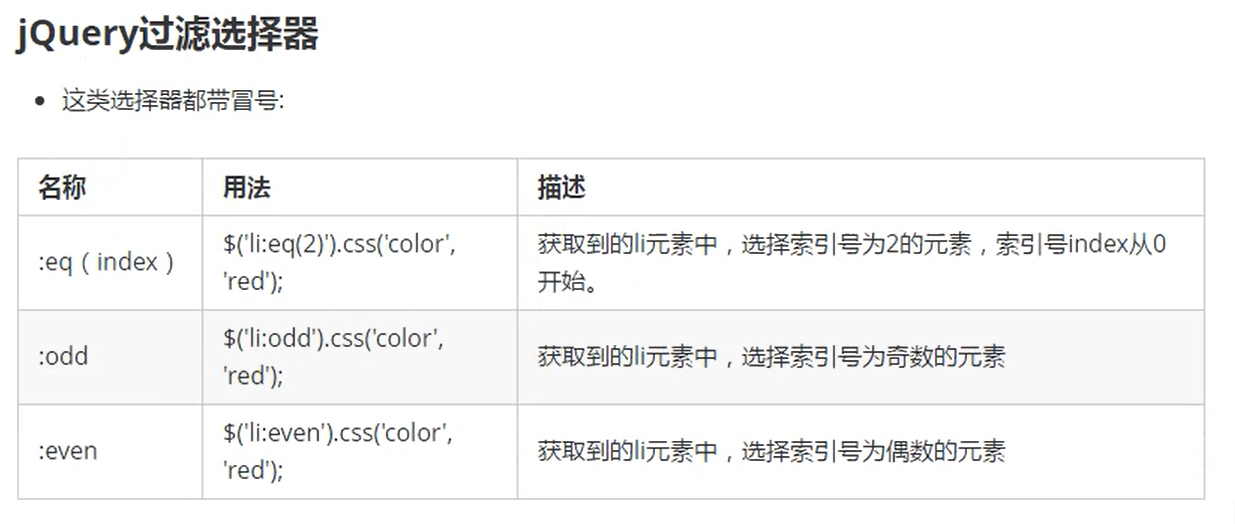 jQuery过滤选择器
这类选择器都带冒号:
名称 用法 描述
:eq ( index ) $('li:eq(2)').css('color', 获取到的li元素中，选择索引号为2的元素，索引号index从0
'red'); 开始。
:odd $('li:odd').css('color', 获取到的li元素中，选择索引号为奇数的元素
'red');
:even $('li:even').css('color', 获取到的li元素中，选择索引号为偶数的元素
'red');